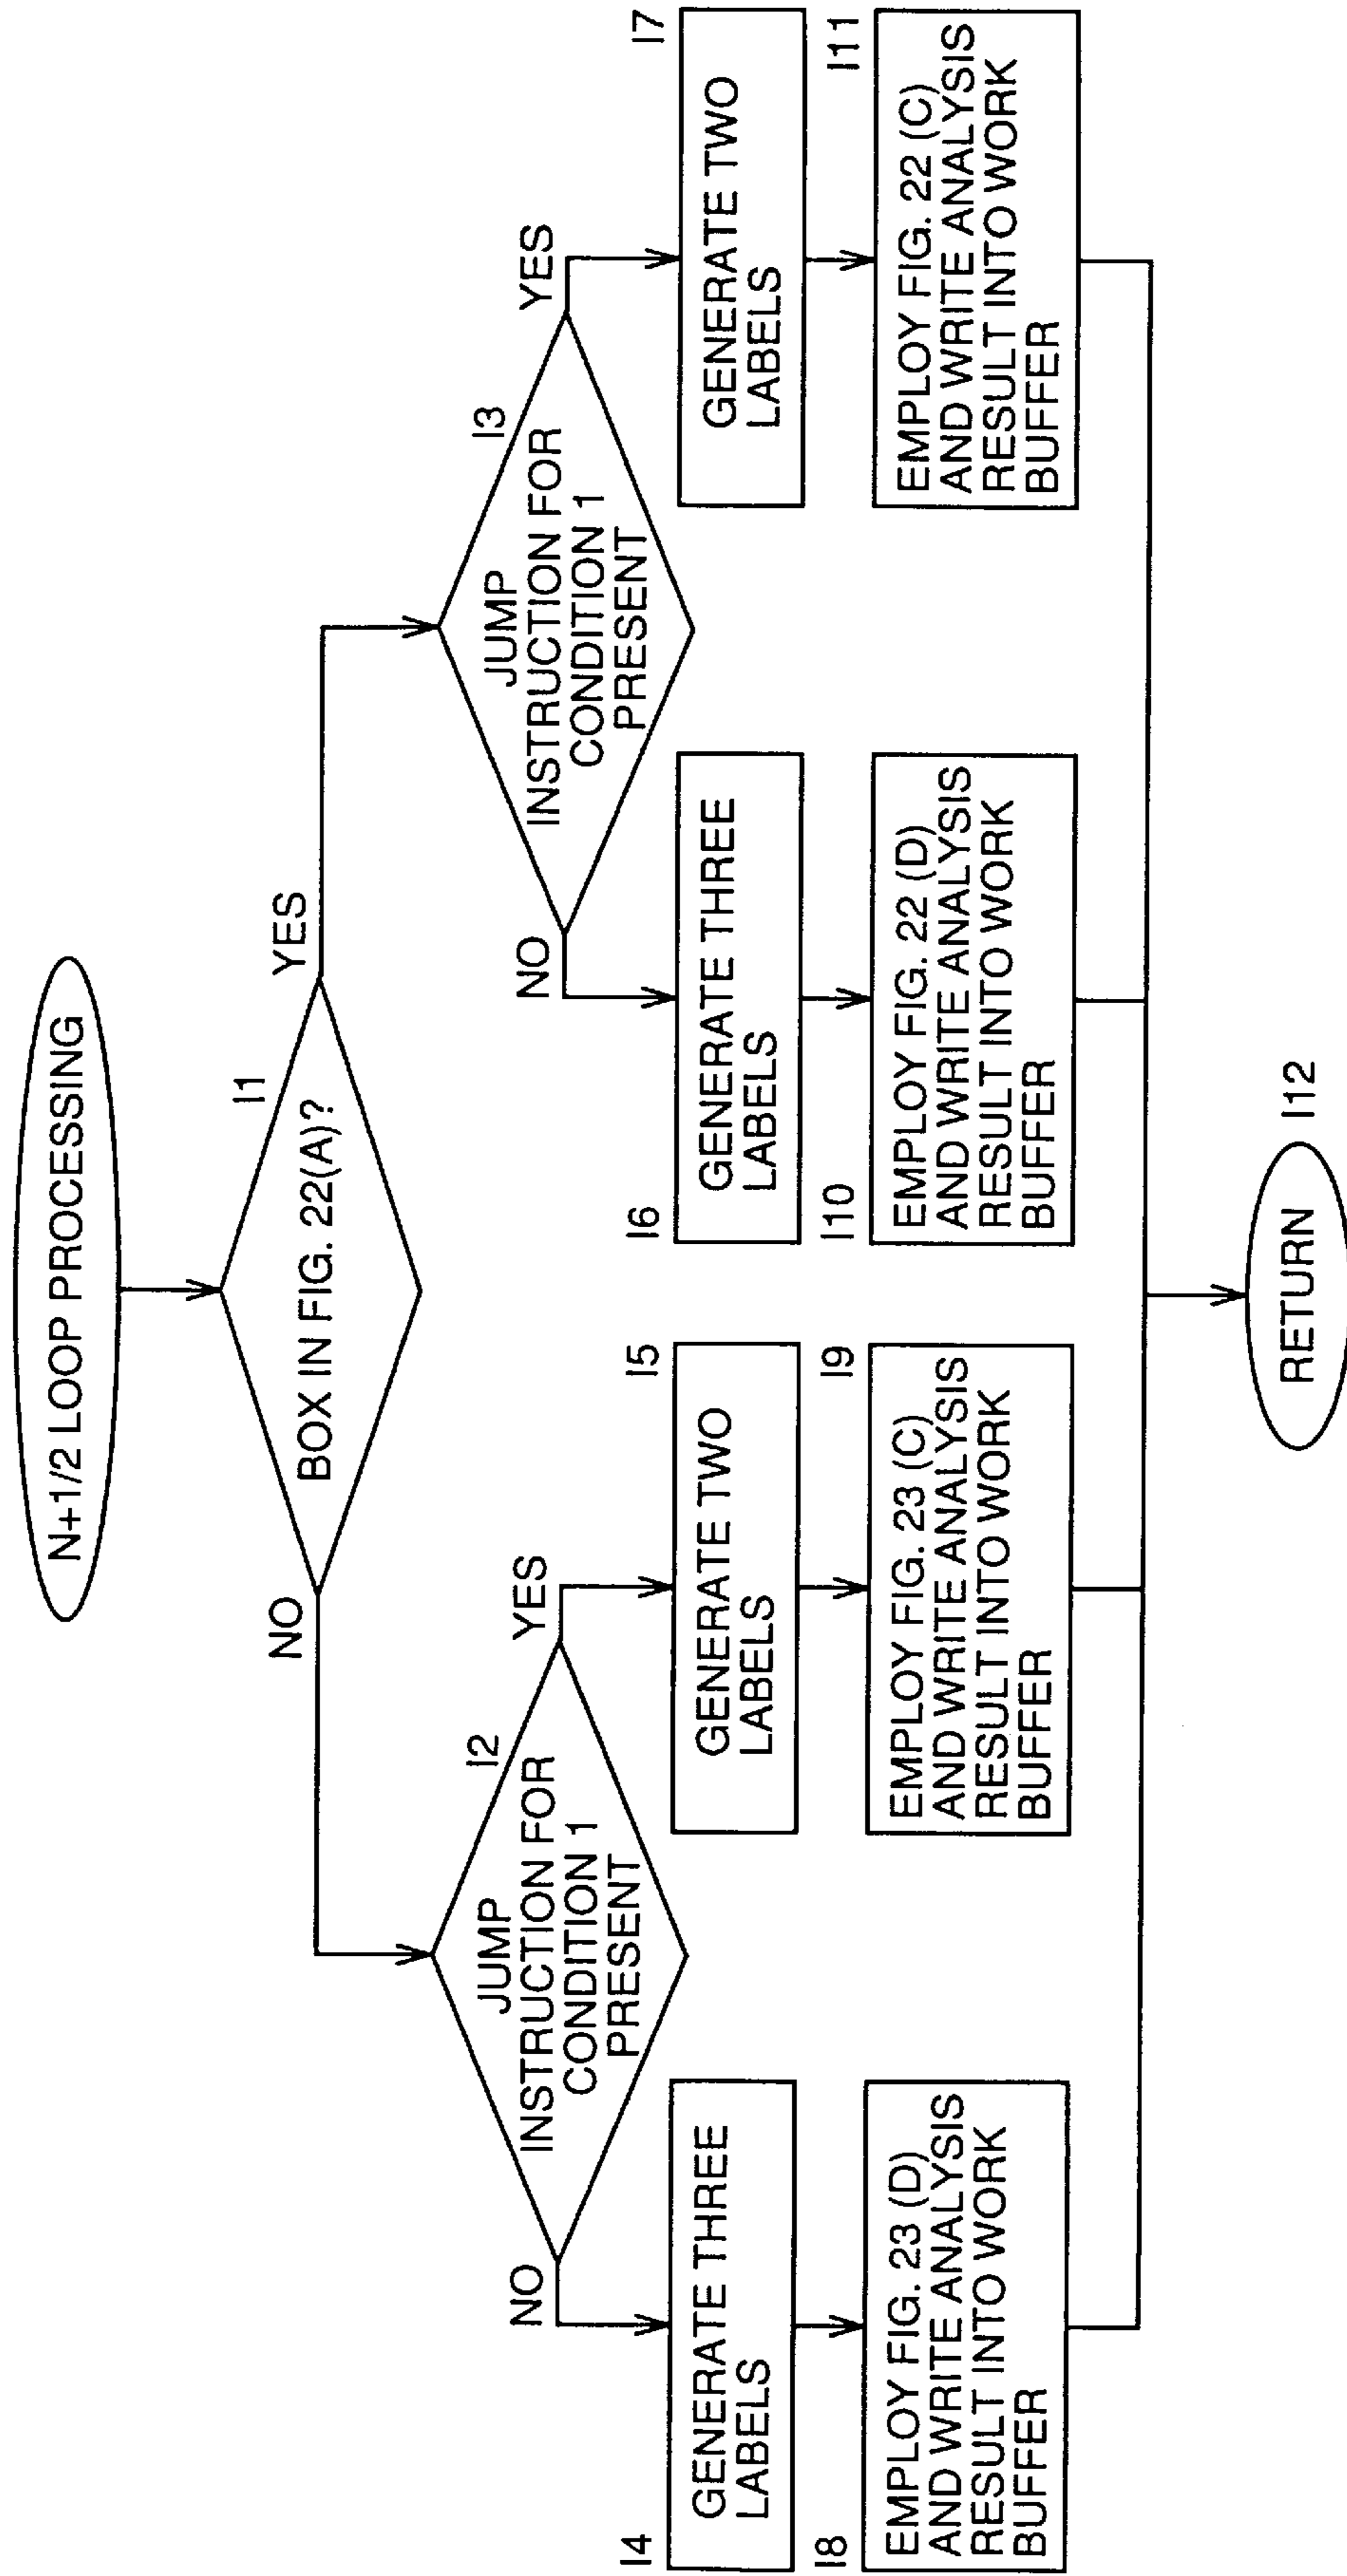 N+1/2 LOOP PROCESSING
I1
BOX IN FIG. 22(A)?
NO
YES
I2
JUMP
INSTRUCTION FOR
CONDITION 1
PRESENT
NO
YES
I3
JUMP
INSTRUCTION FOR
CONDITION 1
PRESENT
NO
YES
I4
GENERATE THREE
LABELS
I5
GENERATE TWO
LABELS
I6
GENERATE THREE
LABELS
I7
GENERATE TWO
LABELS
I8
EMPLOY FIG. 23 (D)
AND WRITE ANALYSIS
RESULT INTO WORK
BUFFER
I9
EMPLOY FIG. 23 (C)
AND WRITE ANALYSIS
RESULT INTO WORK
BUFFER
I10
EMPLOY FIG. 22 (D)
AND WRITE ANALYSIS
RESULT INTO WORK
BUFFER
I11
EMPLOY FIG. 22 (C)
AND WRITE ANALYSIS
RESULT INTO WORK
BUFFER
RETURN
I12